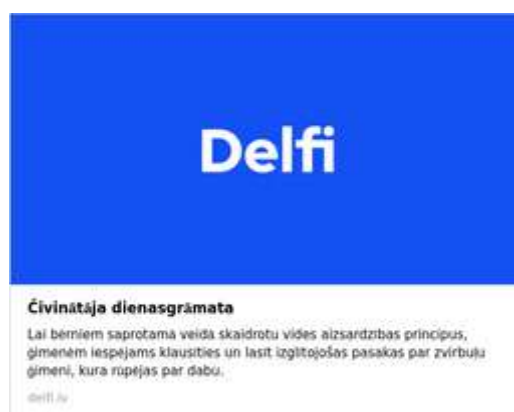 Delfi
Čivinātāja dienasgrāmata
Lai bērniem saprotamā veidā skaidrotu vides aizsardzības principus,
ģimenēm iespējams klausīties un lasīt izglītojošas pasakas par zvirbuļu
ģimeni, kura rūpējas par dabu.
delfi.lv